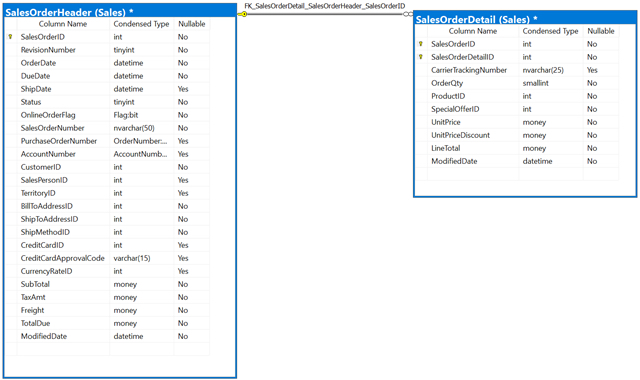 FK_SalesOrderDetail_SalesOrderHeader_SalesOrderID
SalesOrderHeader (Sales) *
Column Name Condensed Type Nullable
SalesOrderID int No
RevisionNumber tinyint No
OrderDate datetime No
DueDate datetime No
ShipDate datetime Yes
Status tinyint No
OnlineOrderFlag Flag:bit No
SalesOrderNumber nvarchar(50) No
PurchaseOrderNumber OrderNumber:... Yes
AccountNumber AccountNumb... Yes
CustomerID int No
SalesPersonID int Yes
TerritoryID int Yes
BillToAddressID int No
ShipToAddressID int No
ShipMethodID int No
CreditCardID int Yes
CreditCardApprovalCode varchar(15) Yes
CurrencyRateID int Yes
SubTotal money No
TaxAmt money No
Freight money No
TotalDue money No
ModifiedDate datetime No
SalesOrderDetail (Sales) *
Column Name Condensed Type Nullable
SalesOrderID int No
SalesOrderDetailID int No
CarrierTrackingNumber nvarchar(25) Yes
OrderQty smallint No
ProductID int No
SpecialOfferID int No
UnitPrice money No
UnitPriceDiscount money No
LineTotal money No
ModifiedDate datetime No